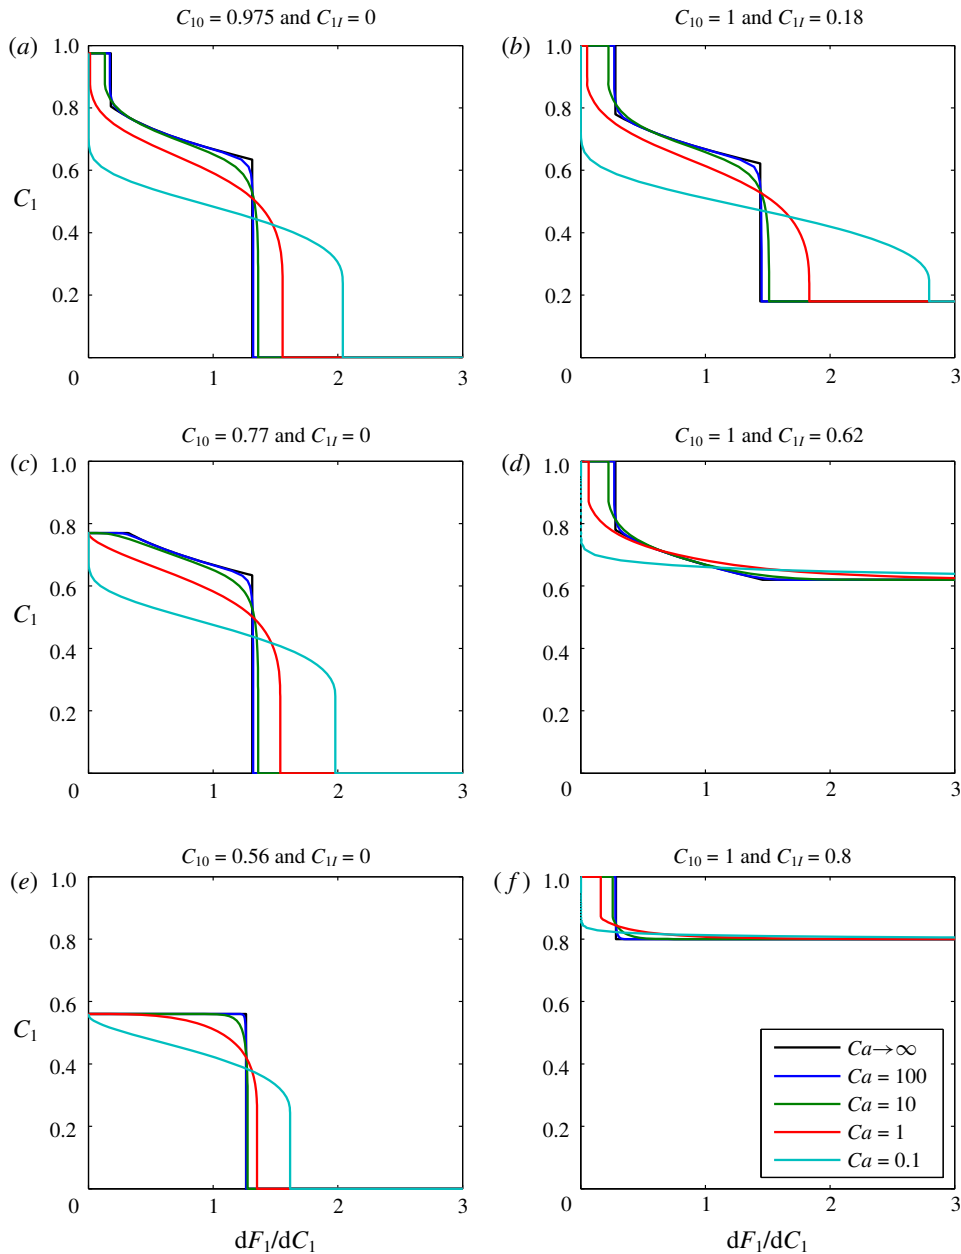 C10 = 0.975 and C1I = 0
(a)
1.0
0.8
0.6
C1
0.4
0.2
0
1
2
3
C10 = 1 and C1I = 0.18
(b)
1.0
0.8
0.6
0.4
0.2
0
1
2
3
C10 = 0.77 and C1I = 0
(c)
1.0
0.8
0.6
C1
0.4
0.2
0
1
2
3
C10 = 1 and C1I = 0.62
(d)
1.0
0.8
0.6
0.4
0.2
0
1
2
3
C10 = 0.56 and C1I = 0
(e)
1.0
0.8
0.6
C1
0.4
0.2
0
1
2
3
dF1/dC1
C10 = 1 and C1I = 0.8
(f)
1.0
0.8
0.6
0.4
0.2
0
1
2
3
dF1/dC1
Ca→∞
Ca = 100
Ca = 10
Ca = 1
Ca = 0.1